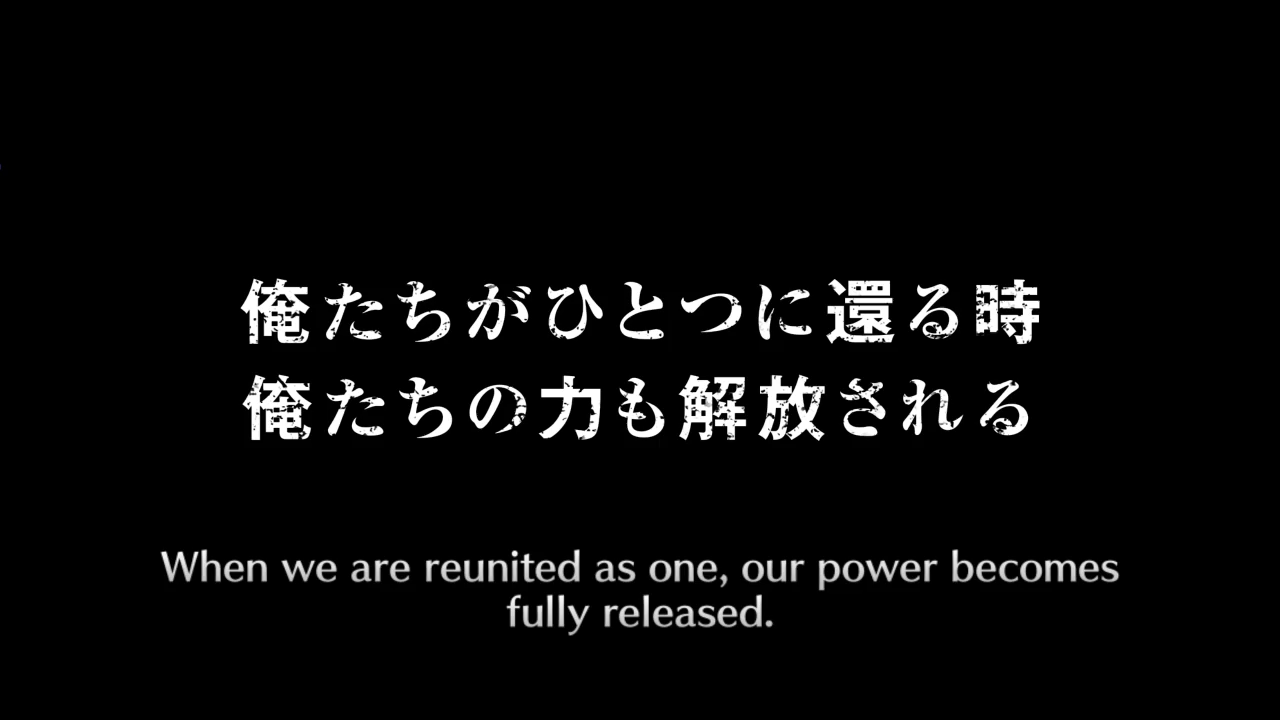 俺たちがひとつに還る時
俺たちの力も解放される
When we are reunited as one, our power becomes
fully released.